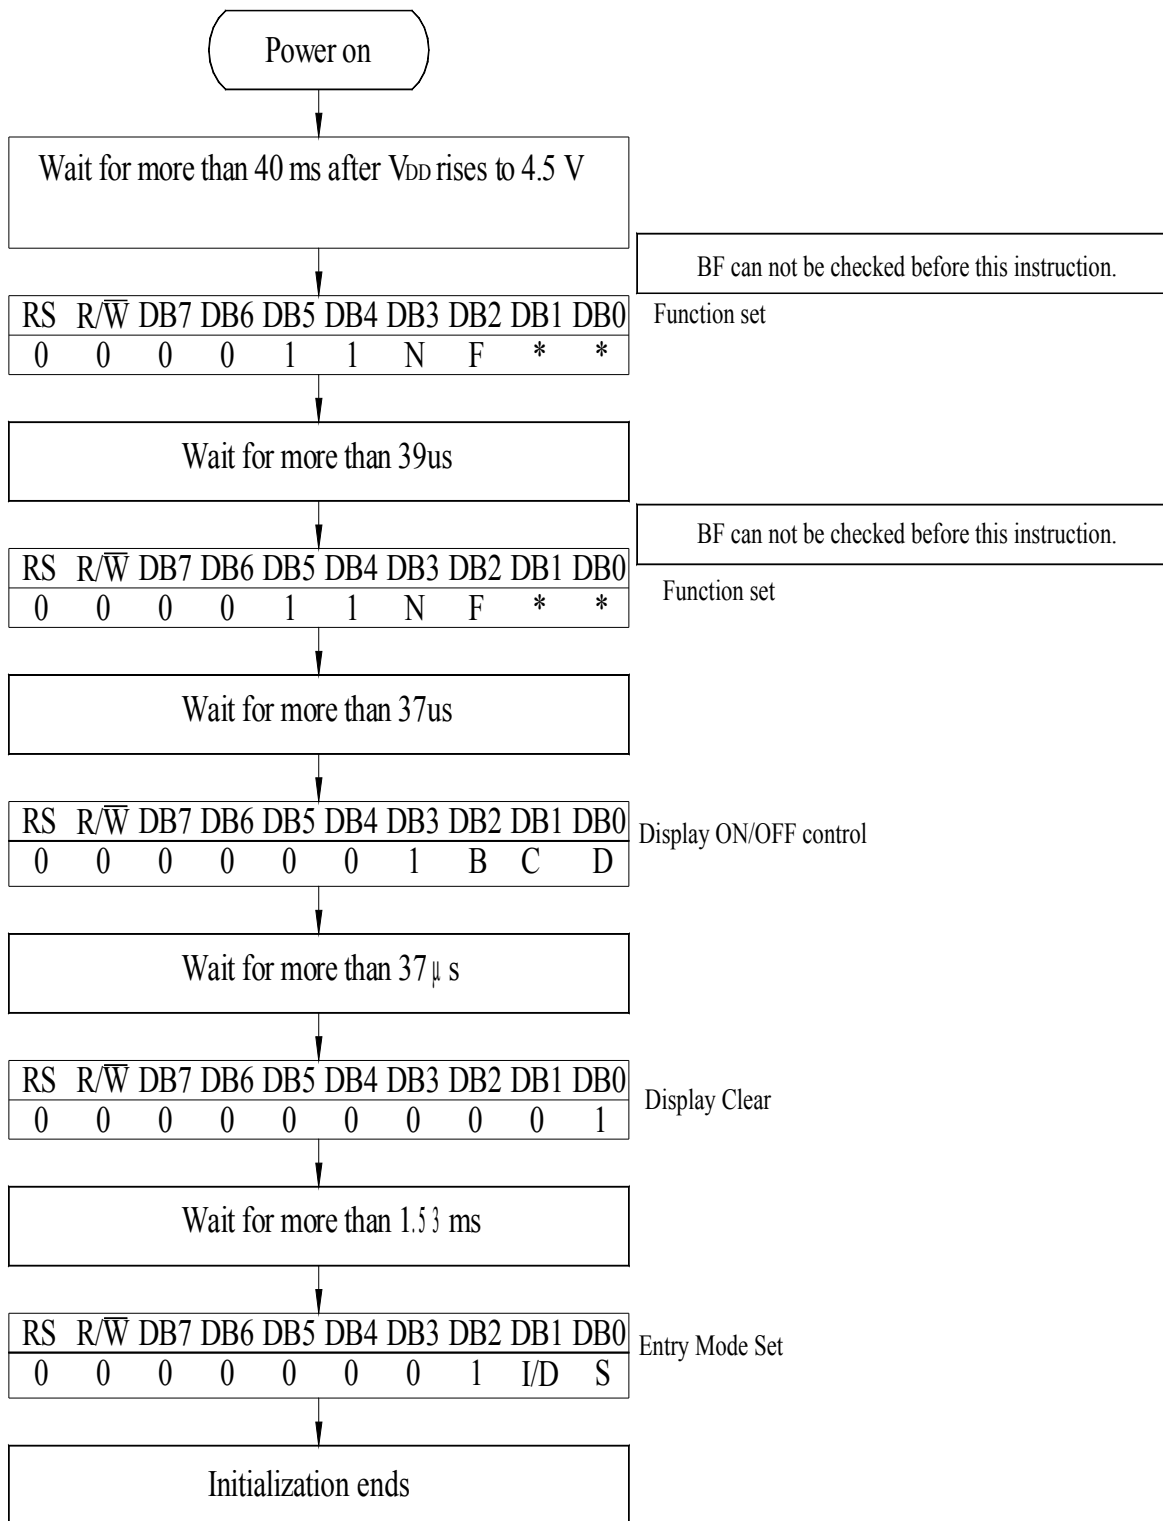 Power on
Wait for more than 40 ms after VDD rises to 4.5 V
BF can not be checked before this instruction.
RS R/W̅ DB7 DB6 DB5 DB4 DB3 DB2 DB1 DB0
Function set
0 0 0 0 1 1 N F * *
Wait for more than 39us
BF can not be checked before this instruction.
RS R/W̅ DB7 DB6 DB5 DB4 DB3 DB2 DB1 DB0
Function set
0 0 0 0 1 1 N F * *
Wait for more than 37us
RS R/W̅ DB7 DB6 DB5 DB4 DB3 DB2 DB1 DB0
Display ON/OFF control
0 0 0 0 0 0 1 B C D
Wait for more than 37μ s
RS R/W̅ DB7 DB6 DB5 DB4 DB3 DB2 DB1 DB0
Display Clear
0 0 0 0 0 0 0 0 0 1
Wait for more than 1.53 ms
RS R/W̅ DB7 DB6 DB5 DB4 DB3 DB2 DB1 DB0
Entry Mode Set
0 0 0 0 0 0 0 1 I/D S
Initialization ends